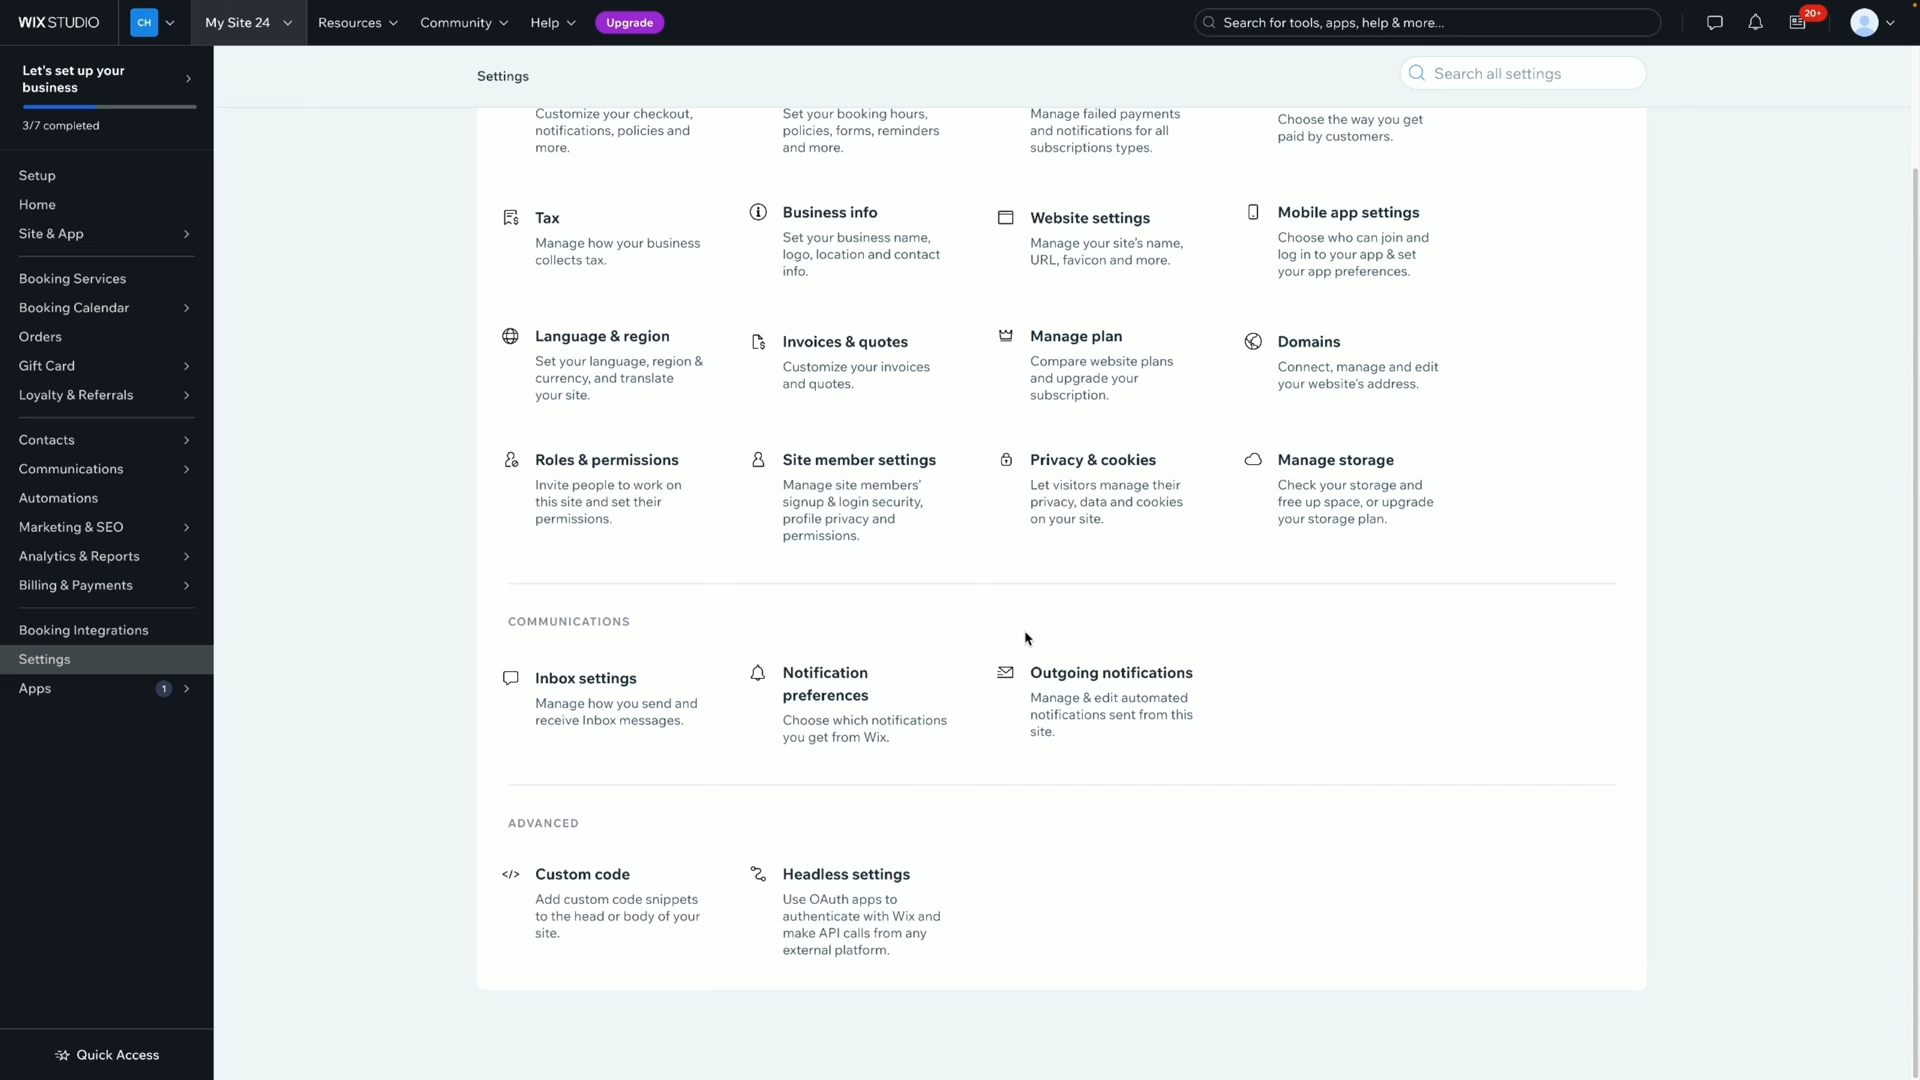 WIX STUDIO
CH
My Site 24
Resources
Community
Help
Upgrade
Search for tools, apps, help & more...
20+
Let's set up your
business
3/7 completed
Setup
Home
Site & App
Booking Services
Booking Calendar
Orders
Gift Card
Loyalty & Referrals
Contacts
Communications
Automations
Marketing & SEO
Analytics & Reports
Billing & Payments
Booking Integrations
Settings
Apps
1
Quick Access
Settings
Search all settings
Customize your checkout,
notifications, policies and
more.
Set your booking hours,
policies, forms, reminders
and more.
Manage failed payments
and notifications for all
subscriptions types.
Choose the way you get
paid by customers.
Tax
Manage how your business
collects tax.
Business info
Set your business name,
logo, location and contact
info.
Website settings
Manage your site's name,
URL, favicon and more.
Mobile app settings
Choose who can join and
log in to your app & set
your app preferences.
Language & region
Set your language, region &
currency, and translate
your site.
Invoices & quotes
Customize your invoices
and quotes.
Manage plan
Compare website plans
and upgrade your
subscription.
Domains
Connect, manage and edit
your website's address.
Roles & permissions
Invite people to work on
this site and set their
permissions.
Site member settings
Manage site members'
signup & login security,
profile privacy and
permissions.
Privacy & cookies
Let visitors manage their
privacy, data and cookies
on your site.
Manage storage
Check your storage and
free up space, or upgrade
your storage plan.
COMMUNICATIONS
Inbox settings
Manage how you send and
receive Inbox messages.
Notification
preferences
Choose which notifications
you get from Wix.
Outgoing notifications
Manage & edit automated
notifications sent from this
site.
ADVANCED
Custom code
Add custom code snippets
to the head or body of your
site.
Headless settings
Use OAuth apps to
authenticate with Wix and
make API calls from any
external platform.